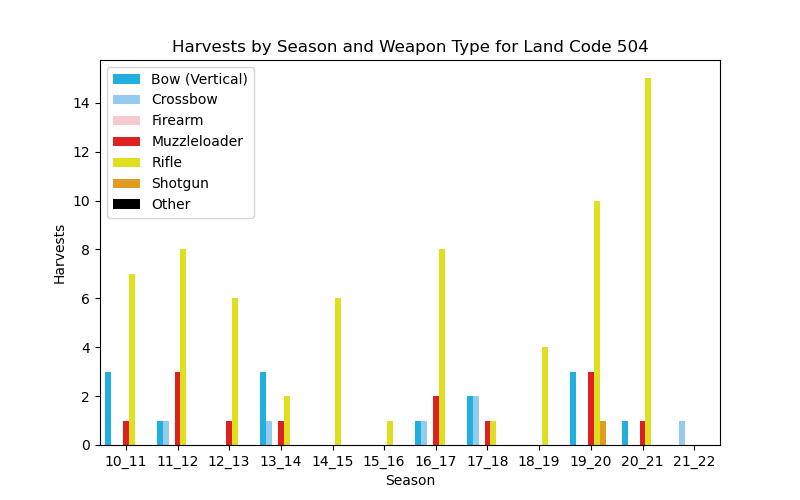 Harvests by Season and Weapon Type for Land Code 504
Bow (Vertical)
Crossbow
Firearm
Muzzleloader
Rifle
Shotgun
Other
14
12
10
8
6
4
2
0
Harvests
10_11 11_12 12_13 13_14 14_15 15_16 16_17 17_18 18_19 19_20 20_21 21_22
Season